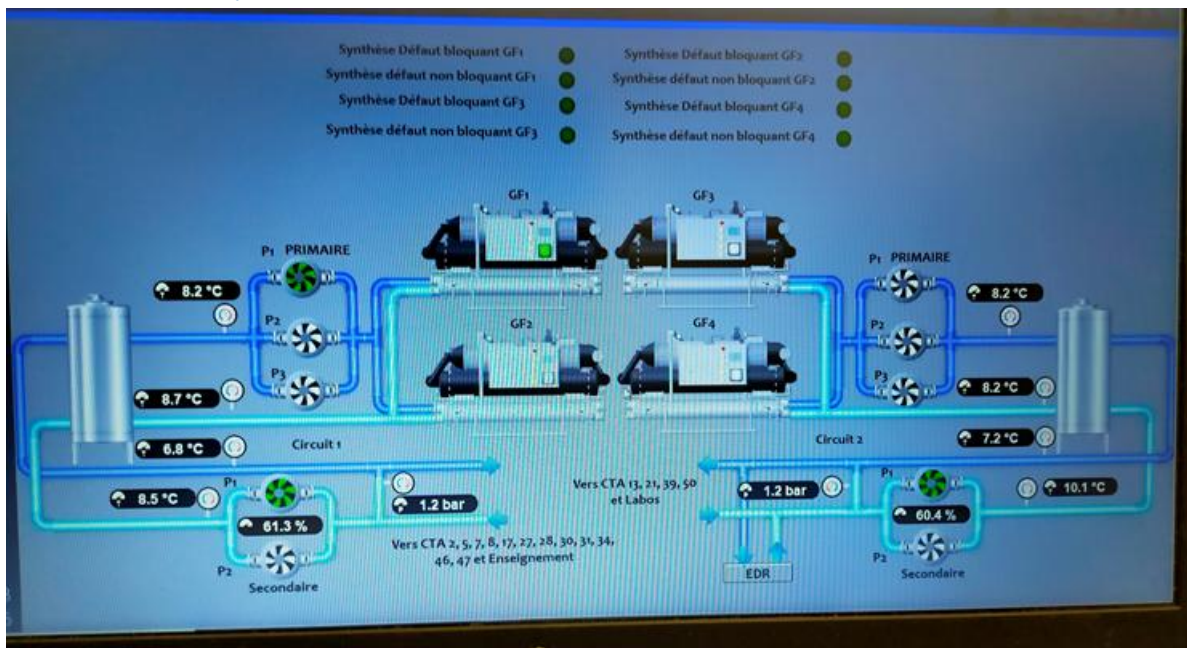 Synthèse Défaut bloquant GF1
Synthèse défaut non bloquant GF1
Synthèse Défaut bloquant GF3
Synthèse défaut non bloquant GF3
Synthèse Défaut bloquant GF2
Synthèse défaut non bloquant GF2
Synthèse Défaut bloquant GF4
Synthèse défaut non bloquant GF4
GF1
GF3
P1 PRIMAIRE
P1 PRIMAIRE
8.2 °C
8.2 °C
P2
GF2
GF4
P2
P3
P3
8.7 °C
8.2 °C
6.8 °C
Circuit 1
Circuit 2
7.2 °C
P1
8.5 °C
1.2 bar
Vers CTA 13, 21, 39, 50
et Labos
1.2 bar
P1
10.1 °C
61.3 %
60.4 %
Vers CTA 2, 5, 7, 8, 17, 27, 28, 30, 31, 34,
46, 47 et Enseignement
P2
Secondaire
EDR
P2
Secondaire